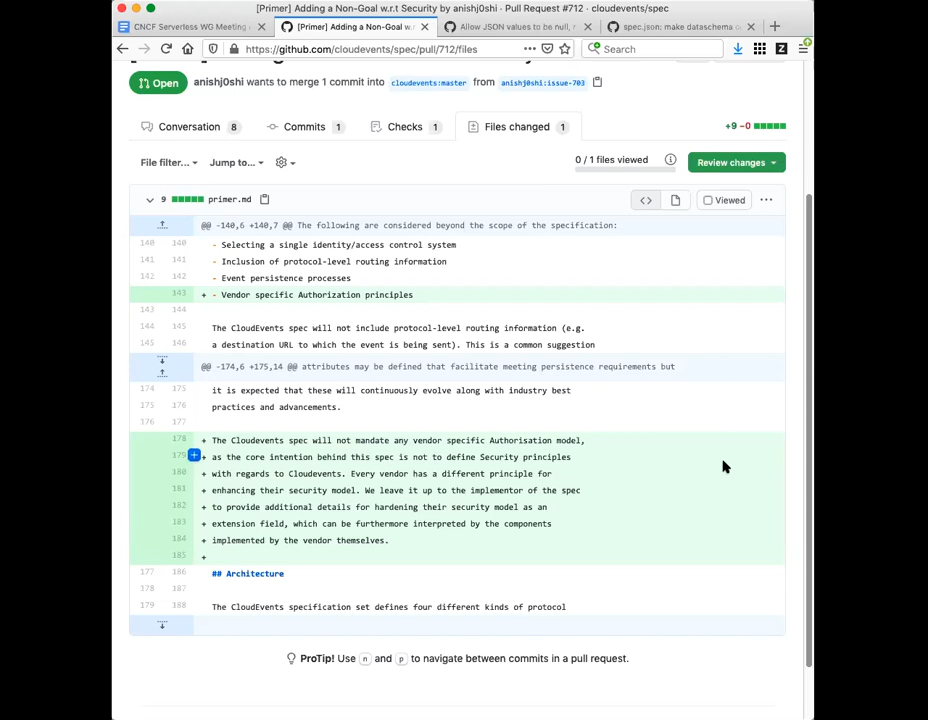 [Primer] Adding a Non-Goal w.r.t Security by anishj0shi · Pull Request #712 · cloudevents/spec
CNCF Serverless WG Meeting
[Primer] Adding a Non-Goal w.r
Allow JSON values to be null,
spec.json: make dataschema
https://github.com/cloudevents/spec/pull/712/files
Search
Open
anishj0shi wants to merge 1 commit into cloudevents:master from anishj0shi:issue-703
Conversation 8
Commits 1
Checks 1
Files changed 1
+9 −0
File filter...
Jump to...
0 / 1 files viewed
Review changes
9 primer.md
Viewed
@@ -140,6 +140,7 @@ The following are considered beyond the scope of the specification:
140 140 - Selecting a single identity/access control system
141 141 - Inclusion of protocol-level routing information
142 142 - Event persistence processes
143 + - Vendor specific Authorization principles
143 144
144 145 The CloudEvents spec will not include protocol-level routing information (e.g.
145 146 a destination URL to which the event is being sent). This is a common suggestion
@@ -174,6 +175,14 @@ attributes may be defined that facilitate meeting persistence requirements but
174 175 it is expected that these will continuously evolve along with industry best
175 176 practices and advancements.
176 177
178 + The Cloudevents spec will not mandate any vendor specific Authorisation model,
179 + as the core intention behind this spec is not to define Security principles
180 + with regards to Cloudevents. Every vendor has a different principle for
181 + enhancing their security model. We leave it up to the implementor of the spec
182 + to provide additional details for hardening their security model as an
183 + extension field, which can be furthermore interpreted by the components
184 + implemented by the vendor themselves.
185 +
177 186 ## Architecture
178 187
179 188 The CloudEvents specification set defines four different kinds of protocol
ProTip! Use n and p to navigate between commits in a pull request.